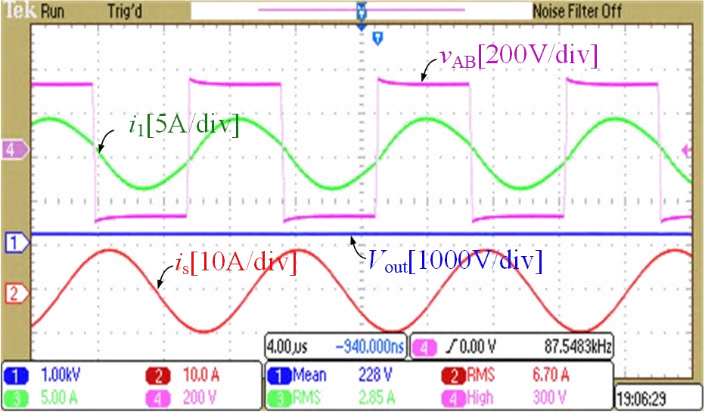 Tek Run Trig'd Noise Filter Off
vAB[200V/div]
i1[5A/div]
4
1
is[10A/div] Vout[1000V/div]
2
4.00µs -940.000ns 4 0.00 V 87.5483kHz
1 1.00kV 2 10.0 A 1 Mean 228 V 2 RMS 6.70 A
3 5.00 A 4 200 V 3 RMS 2.85 A 4 High 300 V 19:06:29